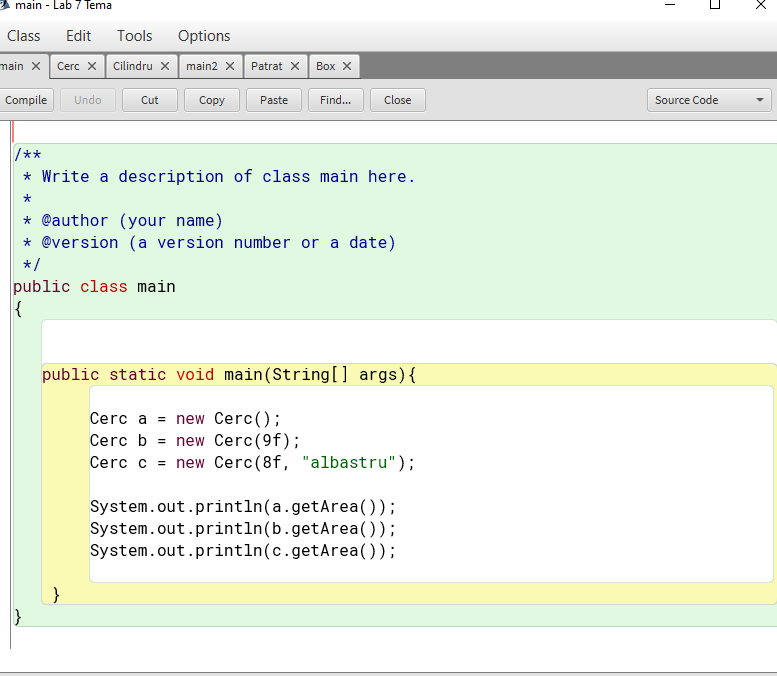 main - Lab 7 Tema
Class Edit Tools Options
main Cerc Cilindru main2 Patrat Box
Compile Undo Cut Copy Paste Find... Close Source Code
/**
 * Write a description of class main here.
 *
 * @author (your name)
 * @version (a version number or a date)
 */
public class main
{
public static void main(String[] args){
Cerc a = new Cerc();
Cerc b = new Cerc(9f);
Cerc c = new Cerc(8f, "albastru");
System.out.println(a.getArea());
System.out.println(b.getArea());
System.out.println(c.getArea());
}
}